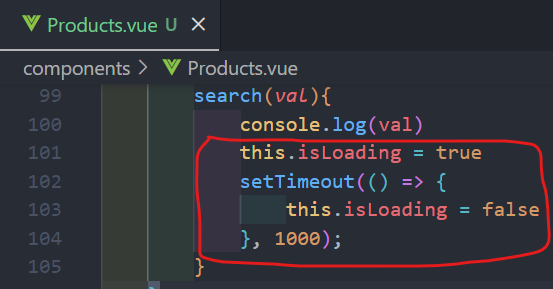 Products.vue U ×
components > Products.vue
99 search(val){
100 console.log(val)
101 this.isLoading = true
102 setTimeout(() => {
103 this.isLoading = false
104 }, 1000);
105 }